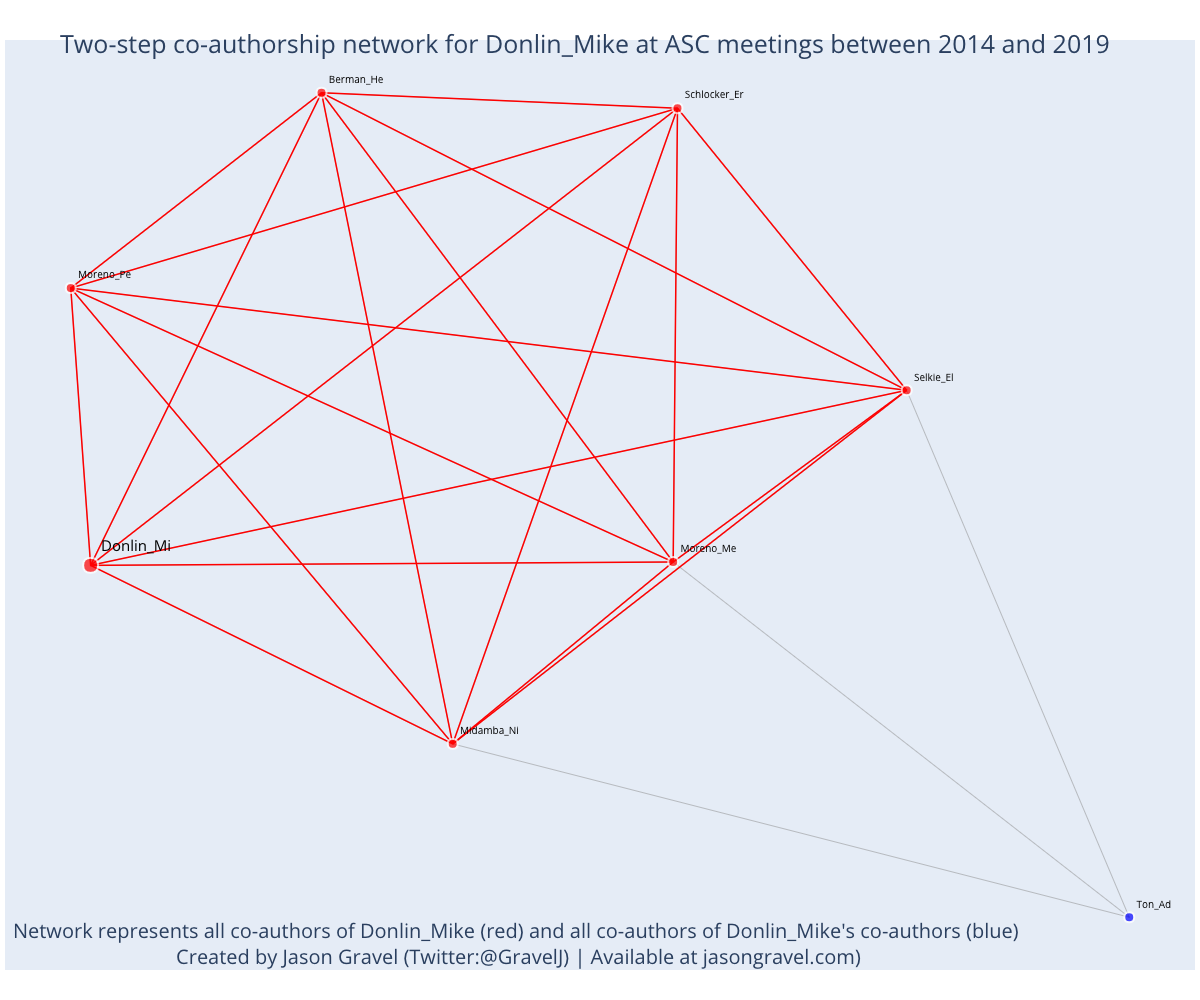 Two-step co-authorship network for Donlin_Mike at ASC meetings between 2014 and 2019
Berman_He
Schlocker_Er
Moreno_Pe
Selkie_El
Donlin_Mi
Moreno_Me
Midamba_Ni
Ton_Ad
Network represents all co-authors of Donlin_Mike (red) and all co-authors of Donlin_Mike's co-authors (blue)
Created by Jason Gravel (Twitter:@GravelJ) | Available at jasongravel.com)